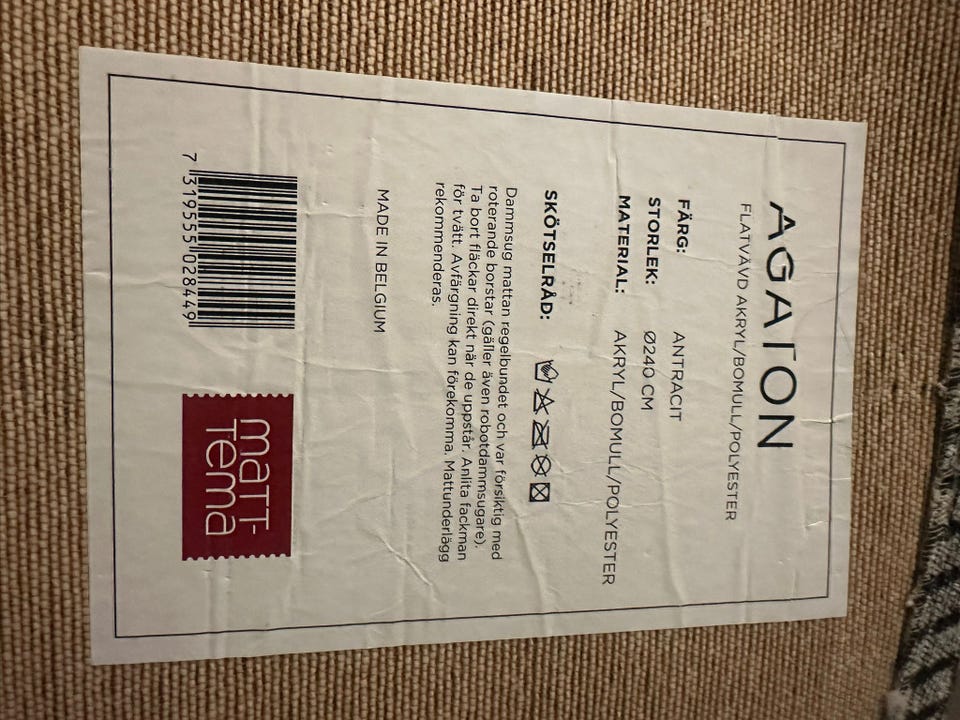 AGATON
FLATVÄVD AKRYL/BOMULL/POLYESTER
FÄRG: ANTRACIT
STORLEK: Ø240 CM
MATERIAL: AKRYL/BOMULL/POLYESTER
SKÖTSELRÅD:
Dammsug mattan regelbundet och var försiktig med
roterande borstar (gäller även robotdammsugare).
Ta bort fläckar direkt när de uppstår. Anlita fackman
för tvätt. Avfärgning kan förekomma. Mattunderlägg
rekommenderas.
MADE IN BELGIUM
7 319555 028449
maTT-
Tema